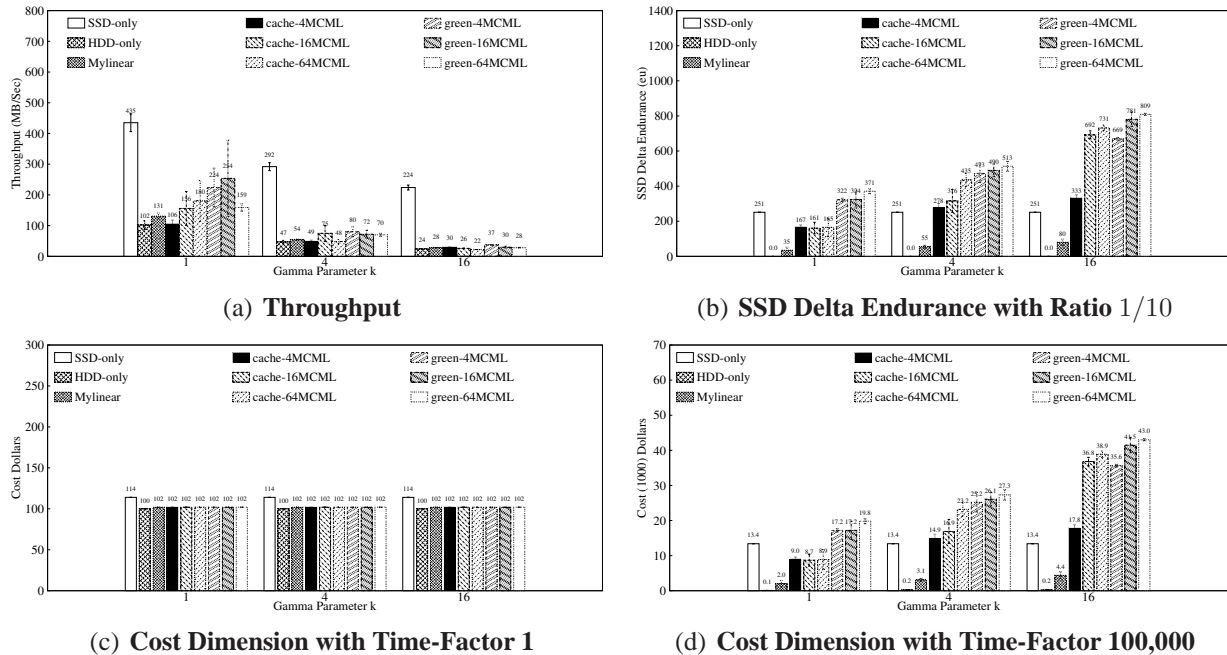 800
700
600
500
400
300
200
100
0
Throughput (MB/Sec)
SSD-only
HDD-only
Mylinear
cache-4MCML
cache-16MCML
cache-64MCML
green-4MCML
green-16MCML
green-64MCML
435 102 131 106 156 180 224 254 159
292 47 54 49 75 48 80 72 70
224 24 28 30 26 22 37 30 28
1 4 16
Gamma Parameter k
(a) Throughput
1400
1200
1000
800
600
400
200
0
SSD Delta Endurance (eu)
SSD-only
HDD-only
Mylinear
cache-4MCML
cache-16MCML
cache-64MCML
green-4MCML
green-16MCML
green-64MCML
251 0.0 35 167 161 165 322 371
251 0.0 55 278 316 435 473 490 513
251 0.0 80 333 692 731 669 781 809
1 4 16
Gamma Parameter k
(b) SSD Delta Endurance with Ratio 1/10
300
250
200
150
100
50
0
Cost Dollars
SSD-only
HDD-only
Mylinear
cache-4MCML
cache-16MCML
cache-64MCML
green-4MCML
green-16MCML
green-64MCML
114 100 102 102 102 102 102 102 102
114 100 102 102 102 102 102 102 102
114 100 102 102 102 102 102 102 102
1 4 16
Gamma Parameter k
(c) Cost Dimension with Time-Factor 1
70
60
50
40
30
20
10
0
Cost (1000) Dollars
SSD-only
HDD-only
Mylinear
cache-4MCML
cache-16MCML
cache-64MCML
green-4MCML
green-16MCML
green-64MCML
13.4 0.1 2.0 9.0 8.7 8.9 17.2 17.2 19.8
13.4 0.2 3.1 14.9 16.9 23.2 25.2 26.1 27.3
13.4 0.2 4.4 17.8 36.8 38.9 35.6 41.5 43.0
1 4 16
Gamma Parameter k
(d) Cost Dimension with Time-Factor 100,000